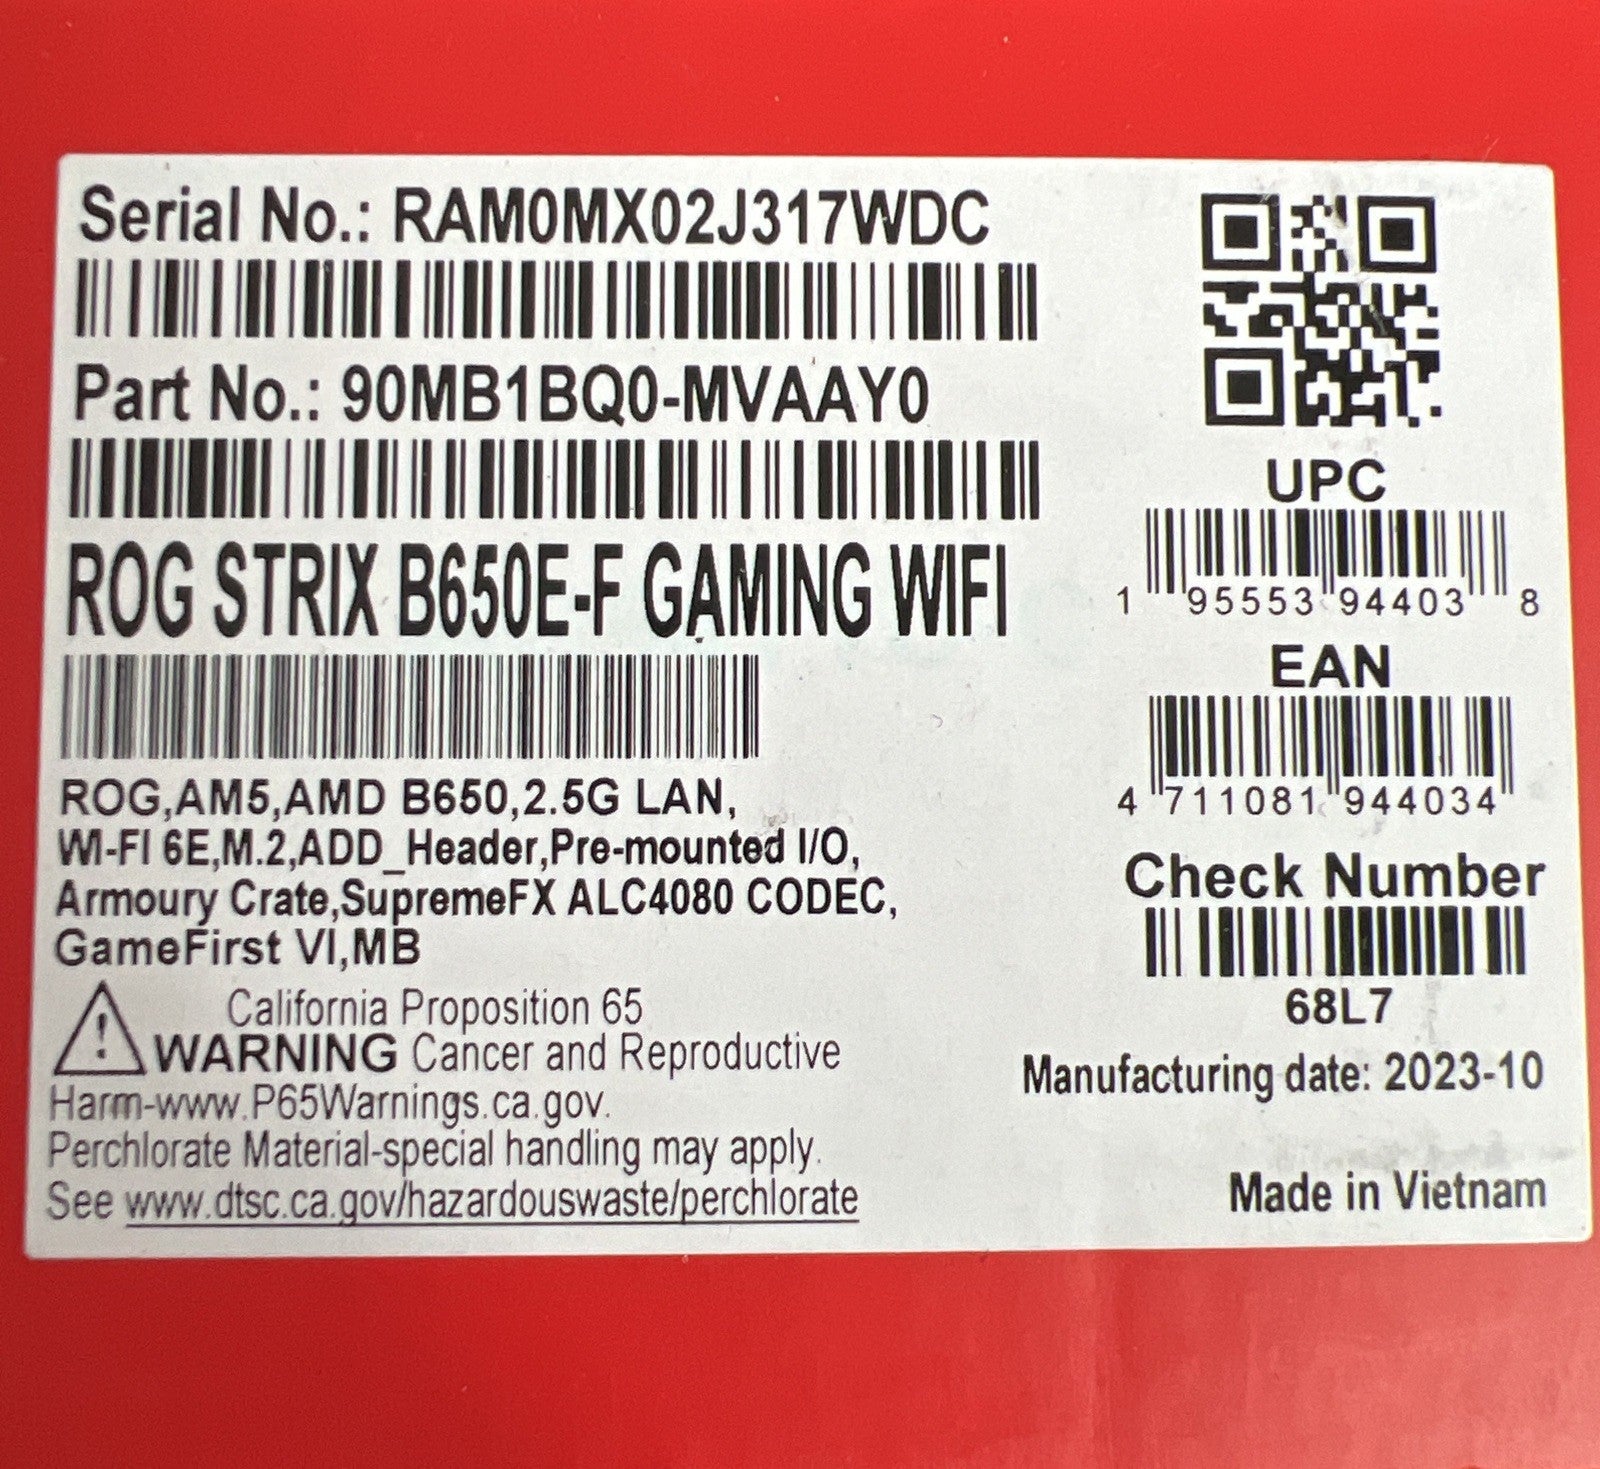 Serial No.: RAM0MX02J317WDC
Part No.: 90MB1BQ0-MVAAY0
ROG STRIX B650E-F GAMING WIFI
ROG,AM5,AMD B650,2.5G LAN,
WI-FI 6E,M.2,ADD_Header,Pre-mounted I/O,
Armoury Crate,SupremeFX ALC4080 CODEC,
GameFirst VI,MB
California Proposition 65
WARNING Cancer and Reproductive
Harm-www.P65Warnings.ca.gov.
Perchlorate Material-special handling may apply.
See www.dtsc.ca.gov/hazardouswaste/perchlorate
UPC
1 95553 94403 8
EAN
4 711081 944034
Check Number
68L7
Manufacturing date: 2023-10
Made in Vietnam